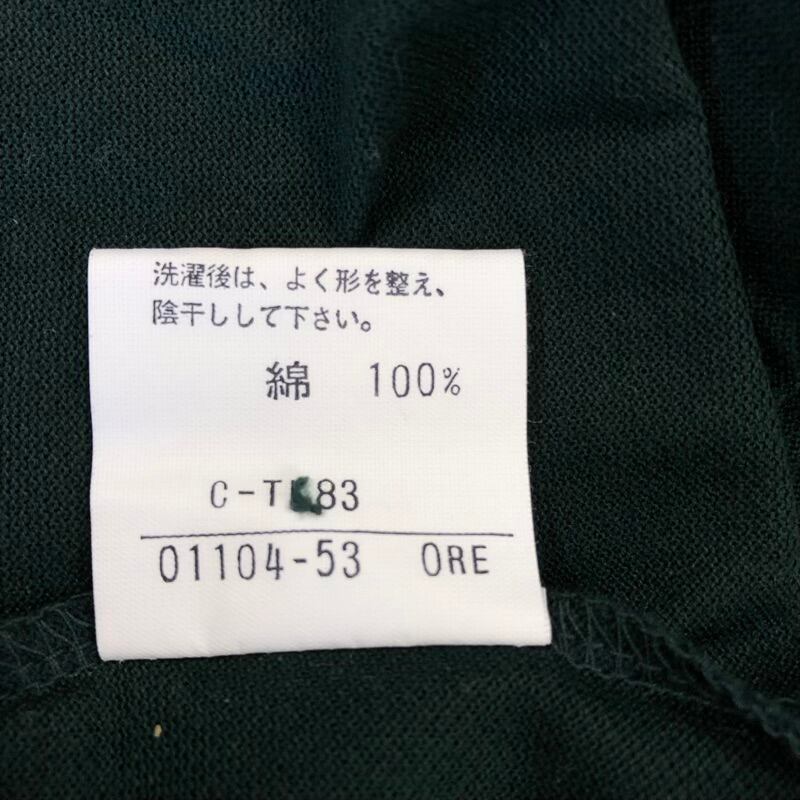 洗濯後は、よく形を整え、
陰干しして下さい。
綿 100%
01104-53 ORE